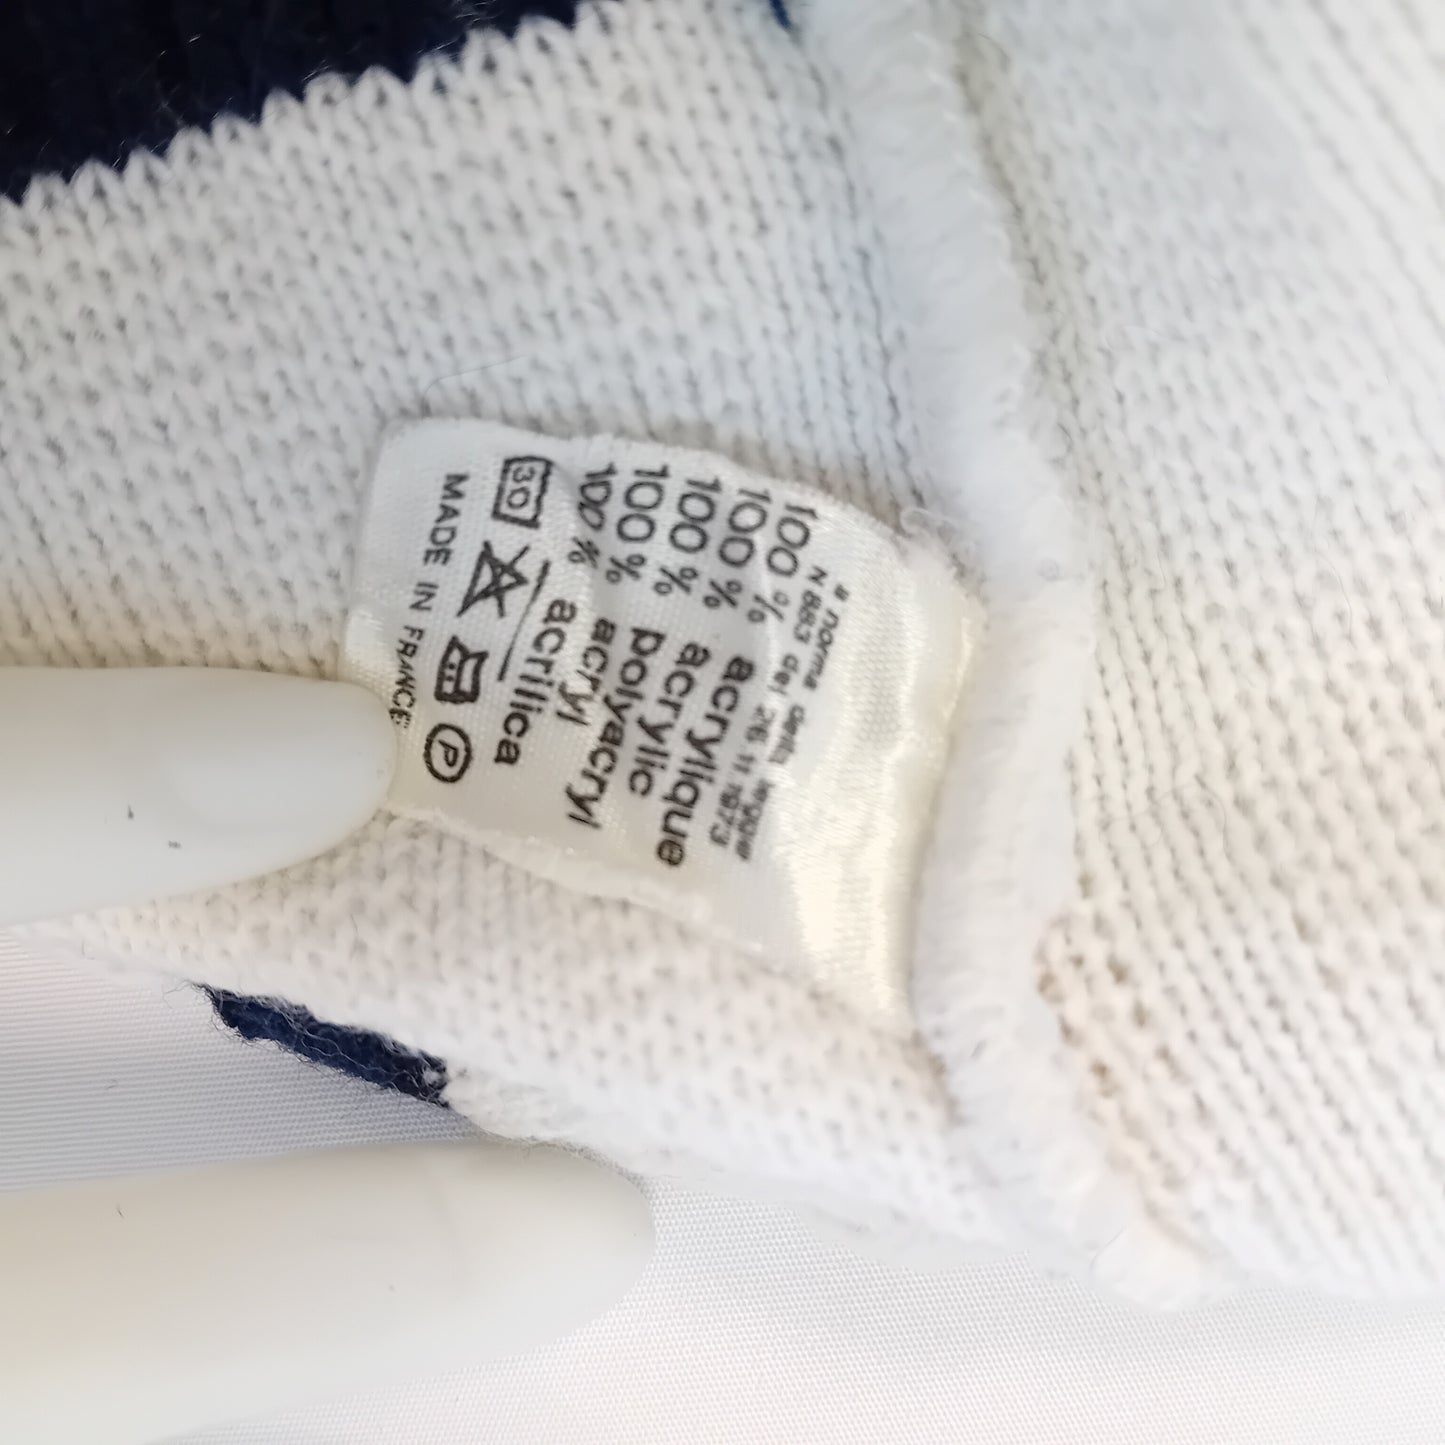 a norma della legge
N 883 del 26.11.1973
100 % acrylique
100 % acrylic
100 % polyacryl
100 % acryl
100 % acrilica
30 P
MADE IN FRANCE